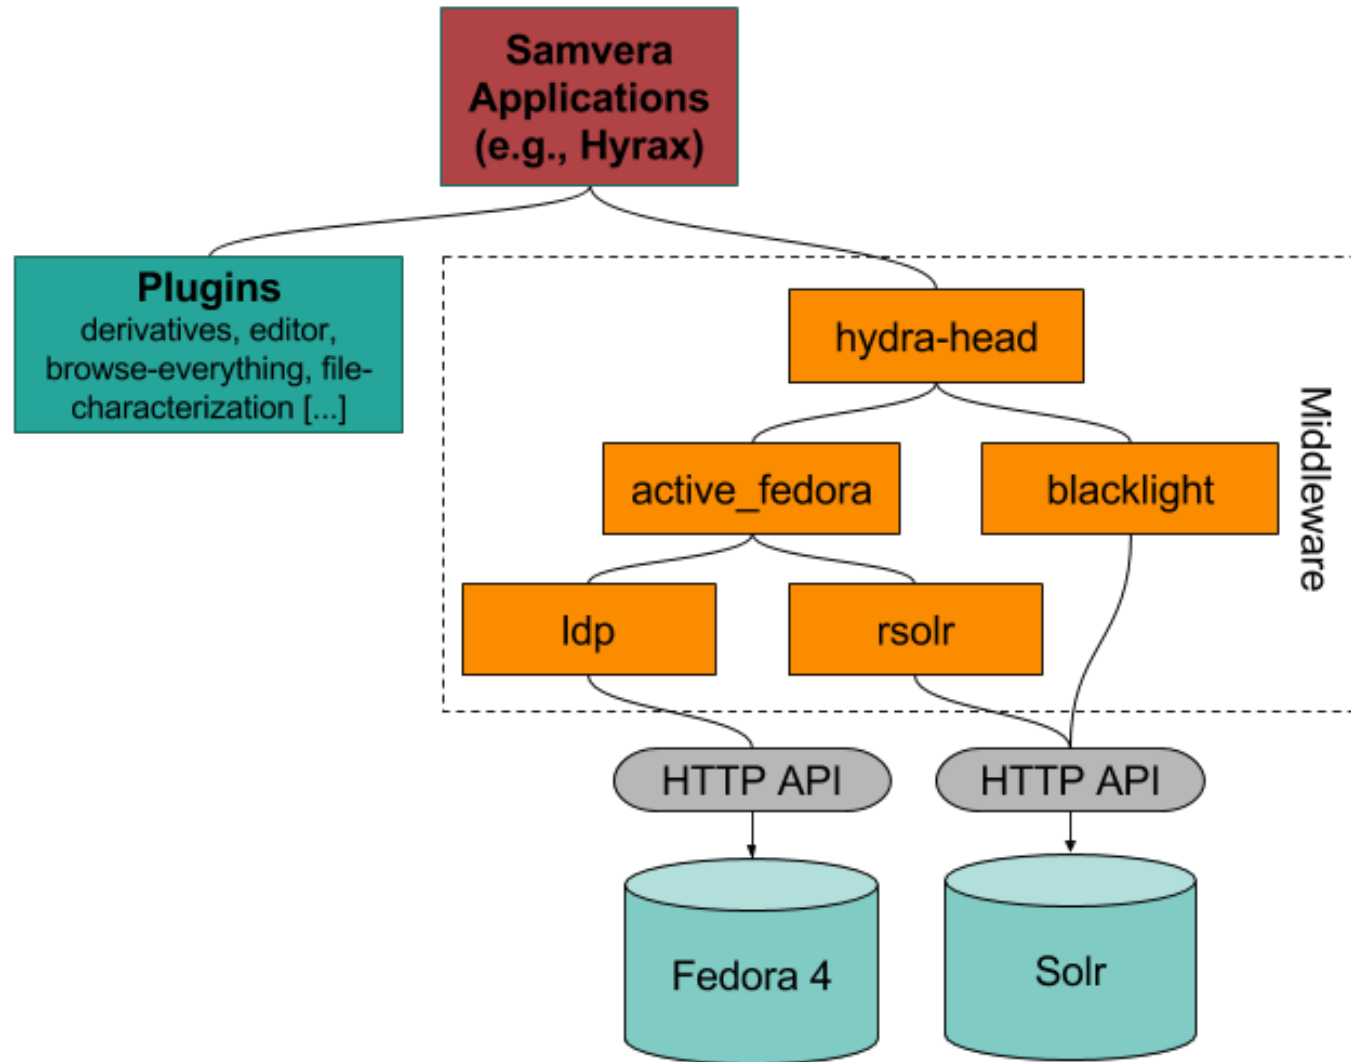 Samvera
Applications
(e.g., Hyrax)
Plugins
derivatives, editor,
browse-everything, file-
characterization [...]
hydra-head
Middleware
active_fedora
blacklight
ldp
rsolr
HTTP API
HTTP API
Fedora 4
Solr